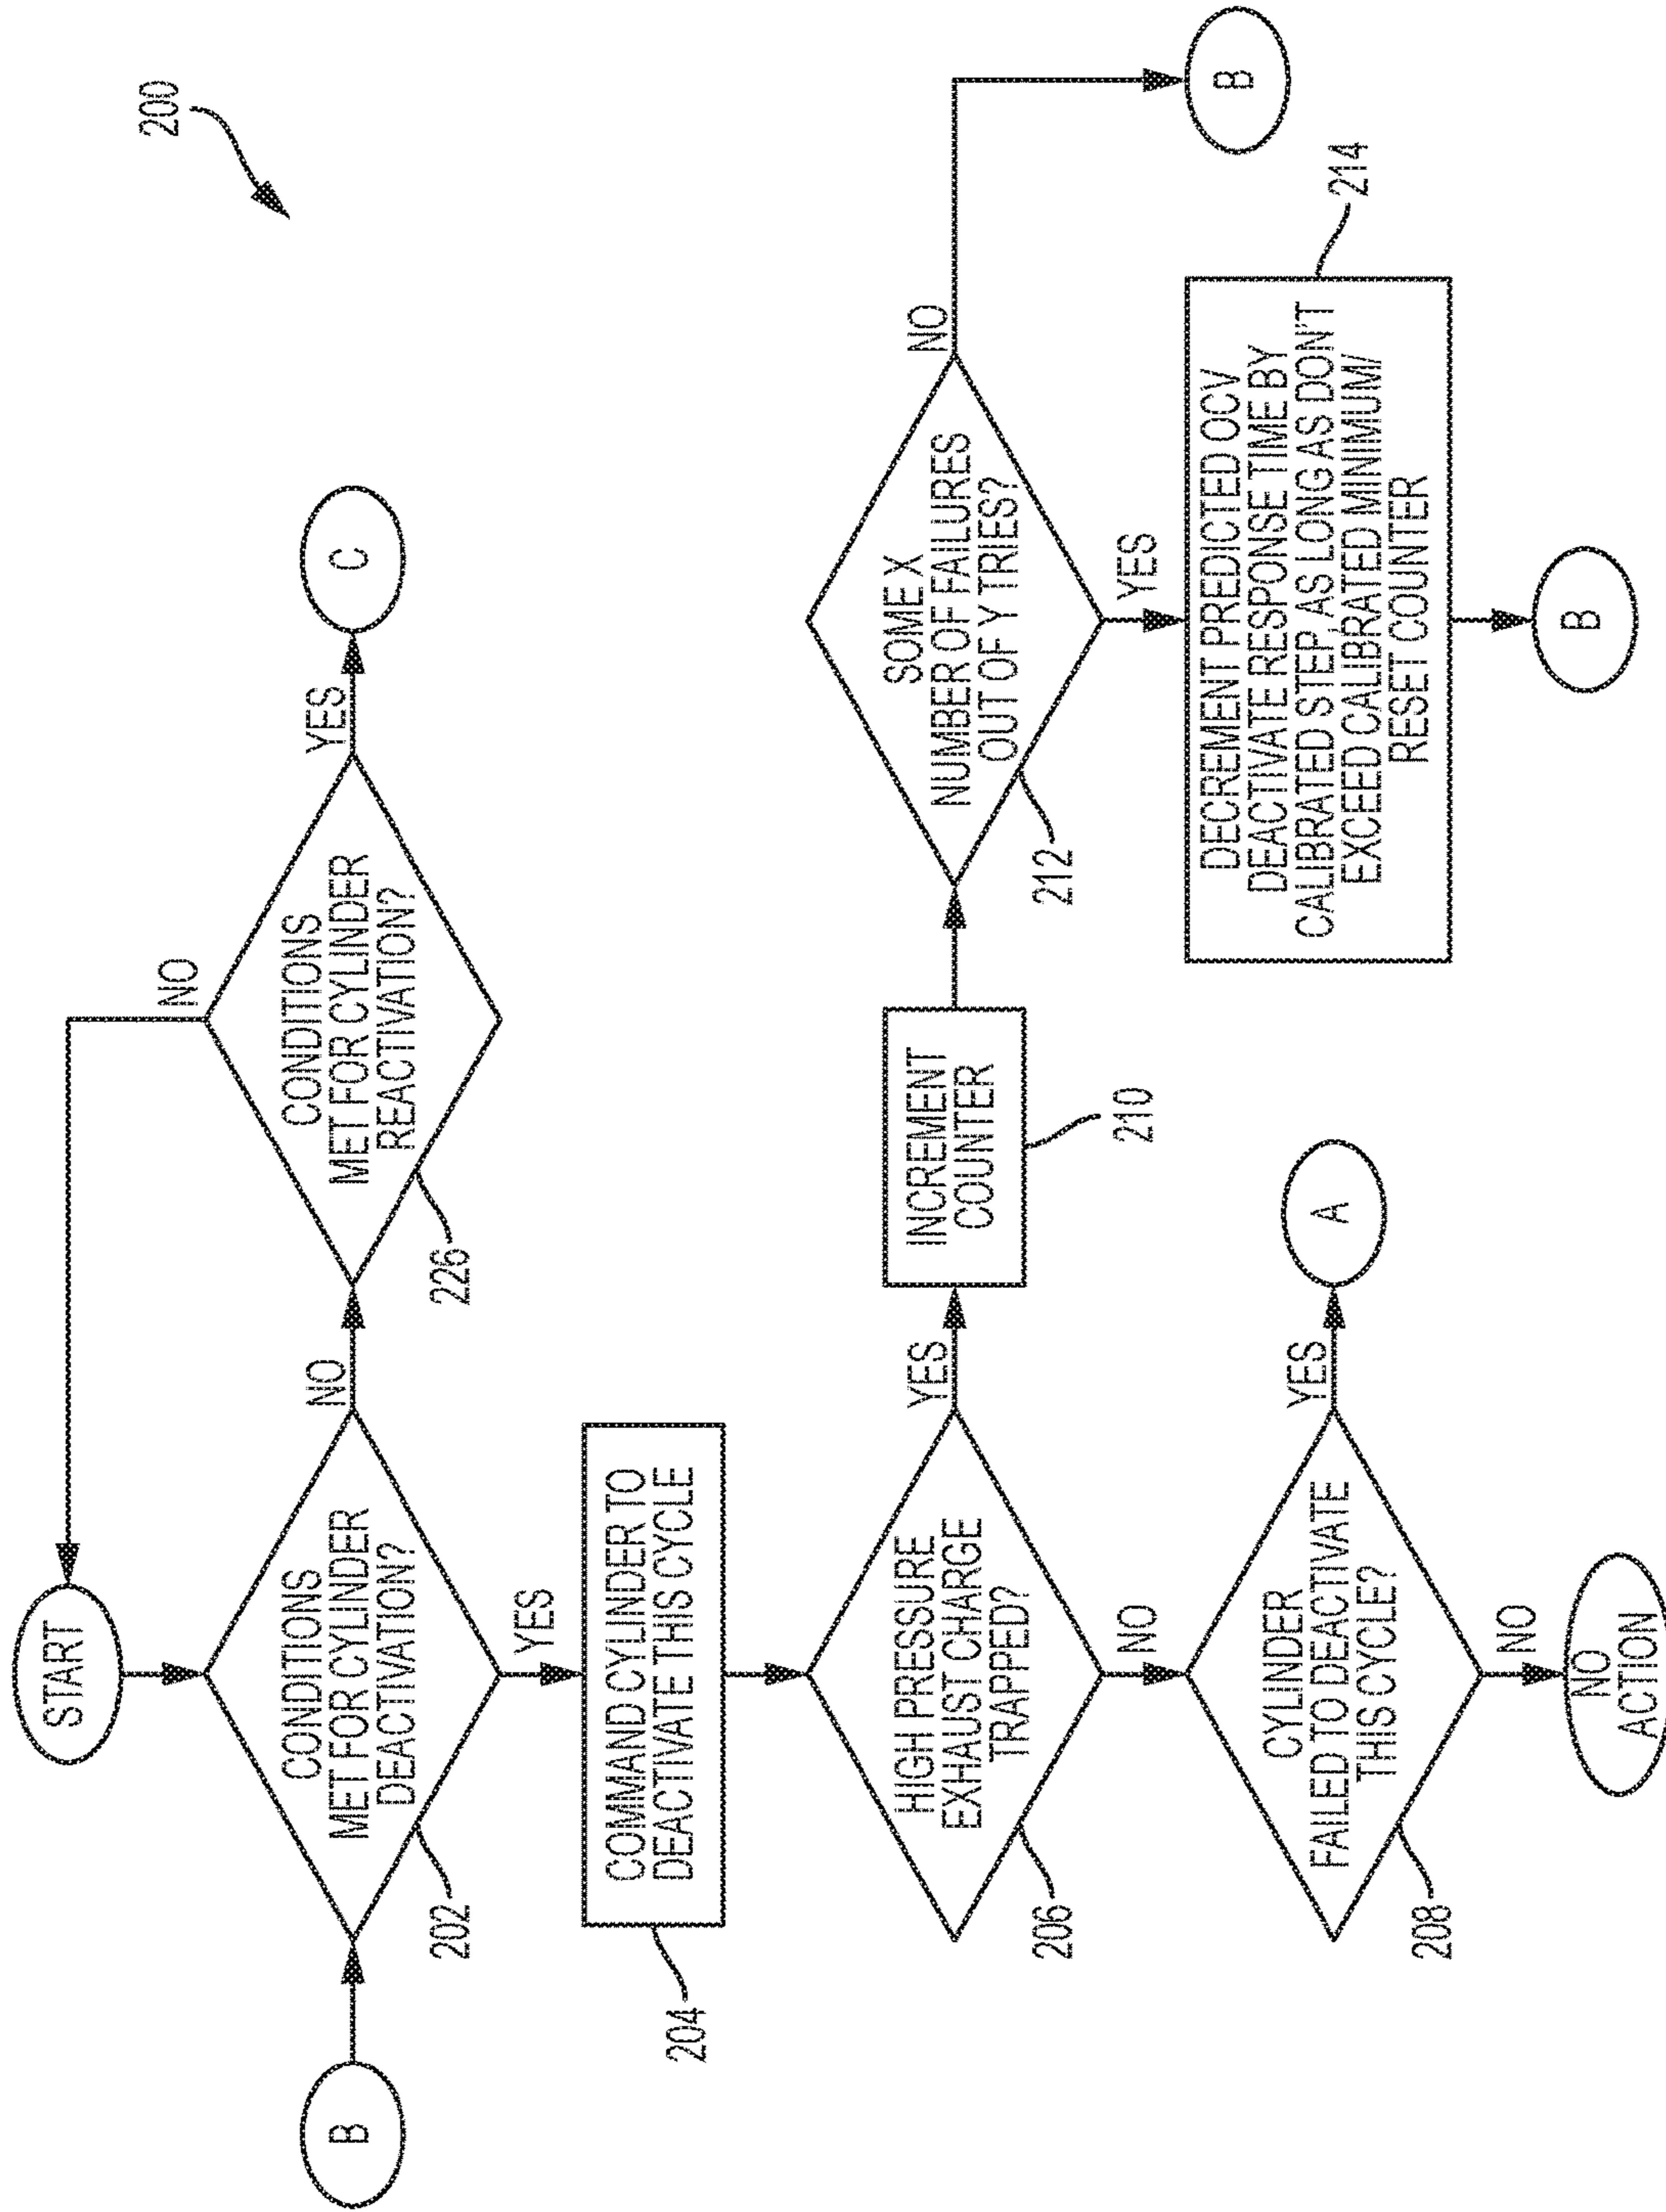 200
START
CONDITIONS
MET FOR CYLINDER
DEACTIVATION?
202
B
NO
YES
CONDITIONS
MET FOR CYLINDER
REACTIVATION?
226
NO
YES
C
COMMAND CYLINDER TO
DEACTIVATE THIS CYCLE
204
HIGH PRESSURE
EXHAUST CHARGE
TRAPPED?
206
YES
NO
INCREMENT
COUNTER
210
SOME X
NUMBER OF FAILURES
OUT OF Y TRIES?
212
NO
B
YES
DECREMENT PREDICTED OCV
DEACTIVATE RESPONSE TIME BY
CALIBRATED STEP, AS LONG AS DON'T
EXCEED CALIBRATED MINIMUM/
RESET COUNTER
214
B
CYLINDER
FAILED TO DEACTIVATE
THIS CYCLE?
208
YES
A
NO
NO
ACTION